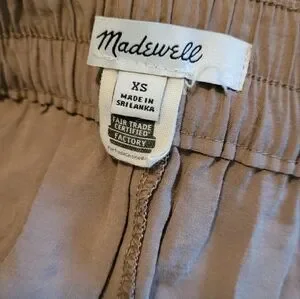 Madewell
XS
MADE IN
SRI LANKA
FAIR TRADE
CERTIFIED
FACTORY